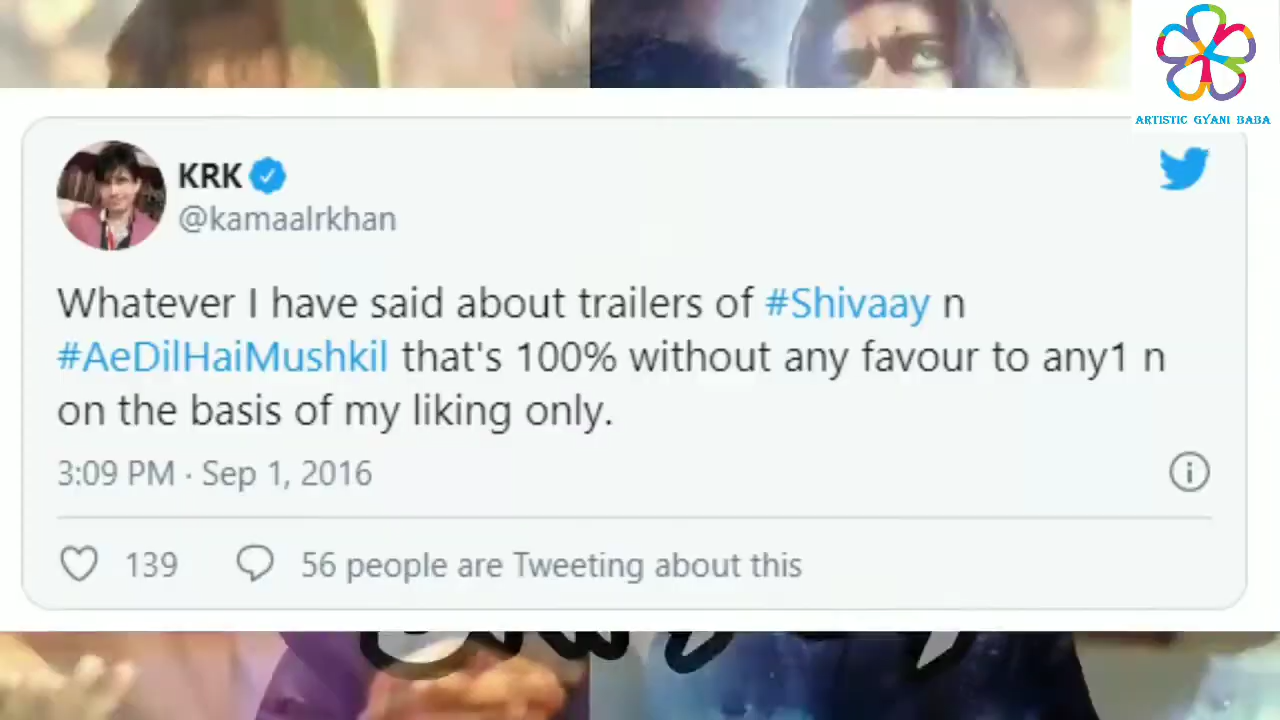 ARTISTIC GYANI BABA
KRK
@kamaalrkhan
Whatever I have said about trailers of #Shivaay n
#AeDilHaiMushkil that's 100% without any favour to any1 n
on the basis of my liking only.
3:09 PM · Sep 1, 2016
139 56 people are Tweeting about this